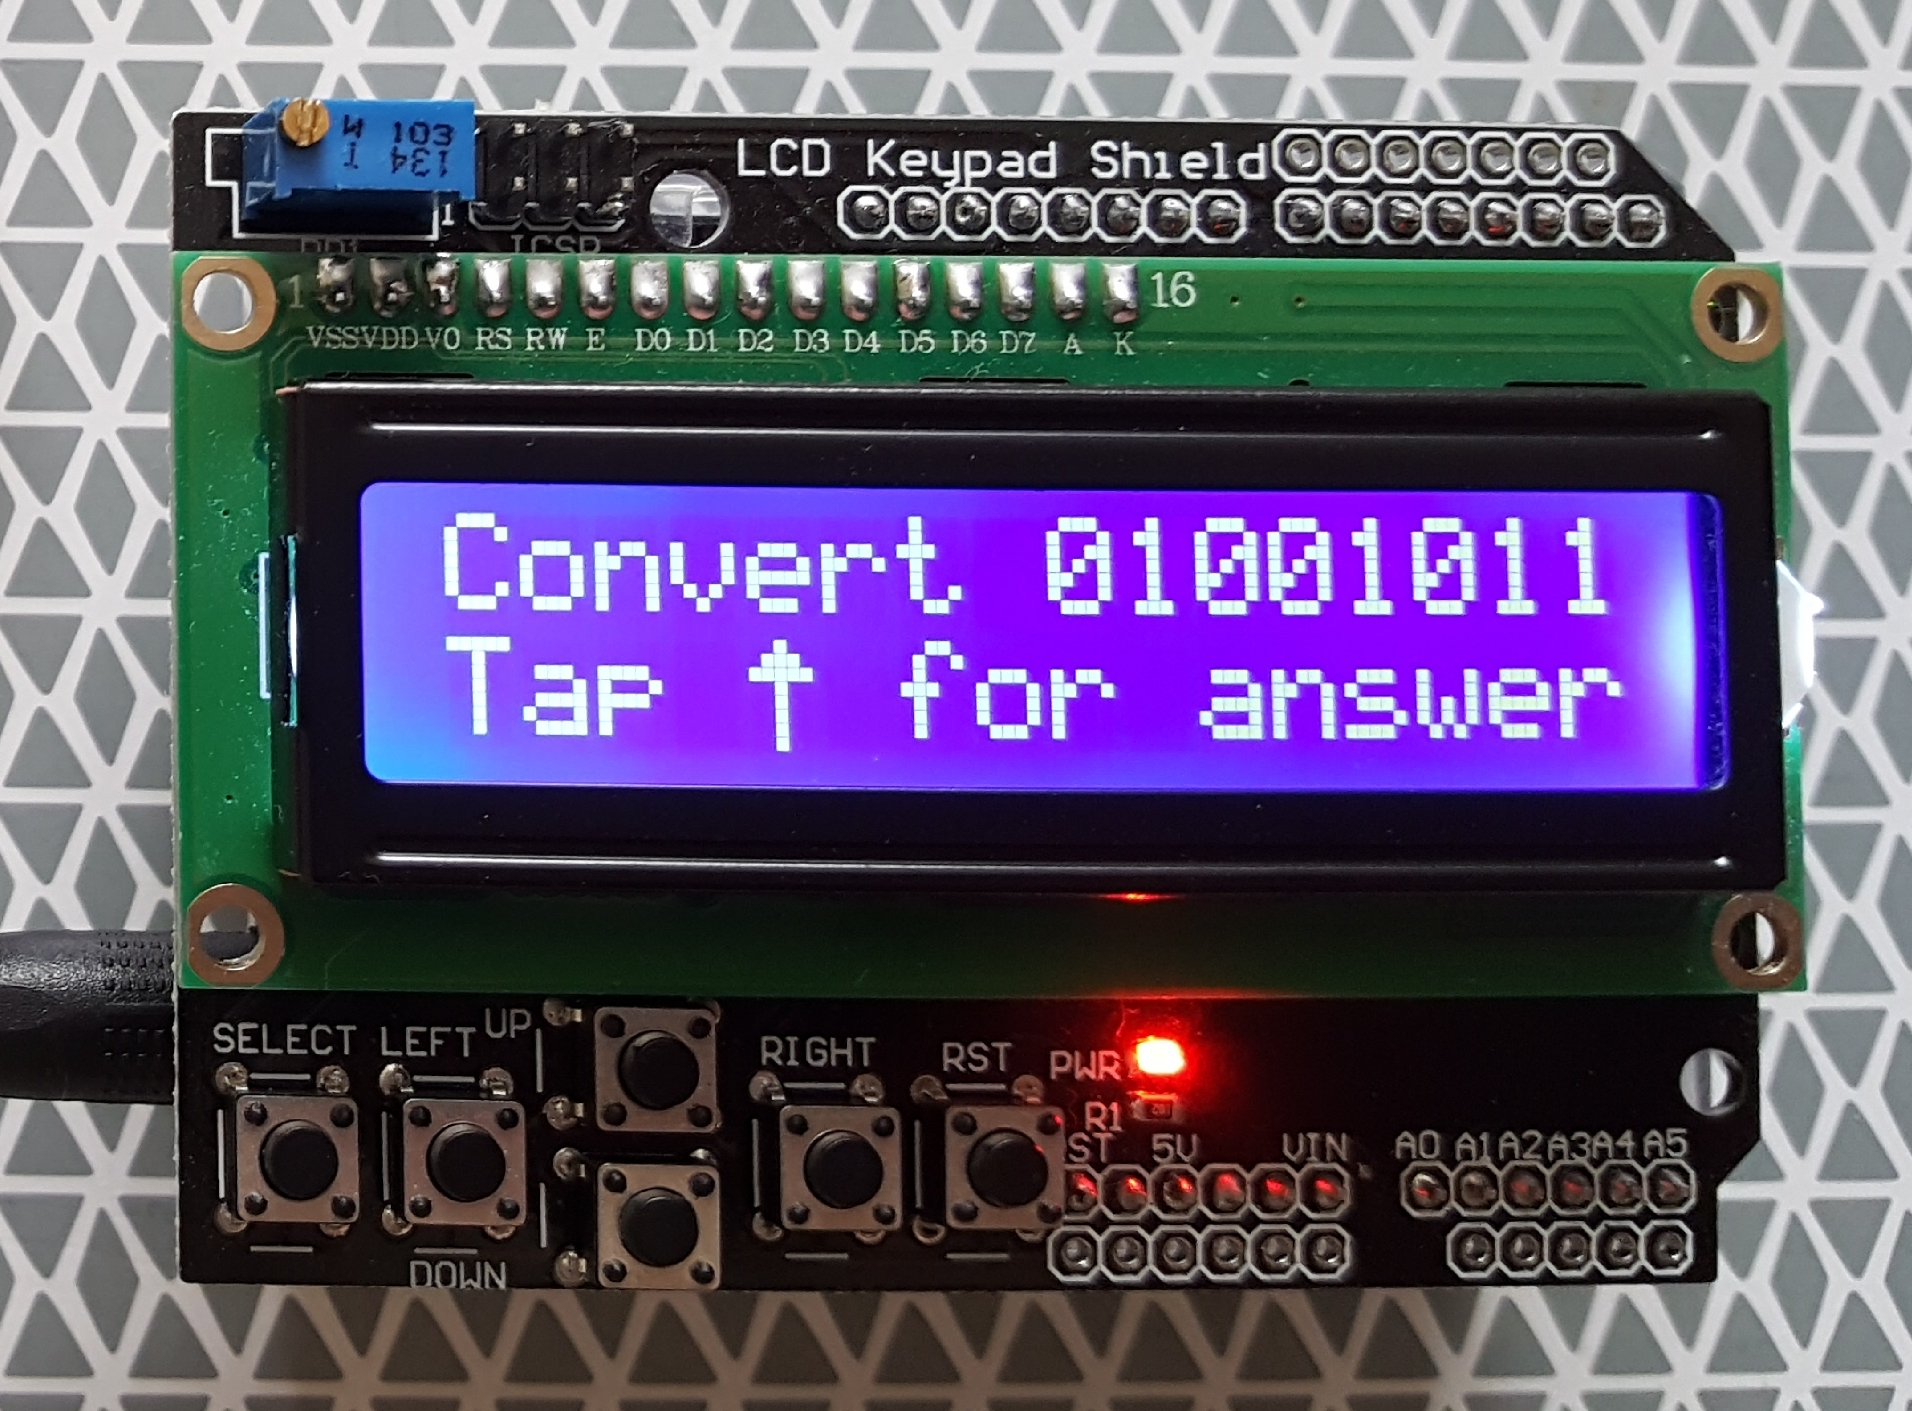 W 103
T 134
LCD Keypad Shield
1
ICSP
1 16
VSS VDD V0 RS RW E D0 D1 D2 D3 D4 D5 D6 D7 A K
Convert 01001011
Tap ↑ for answer
SELECT LEFT UP RIGHT RST PWR
R1
ST 5V VIN A0 A1 A2 A3 A4 A5
DOWN